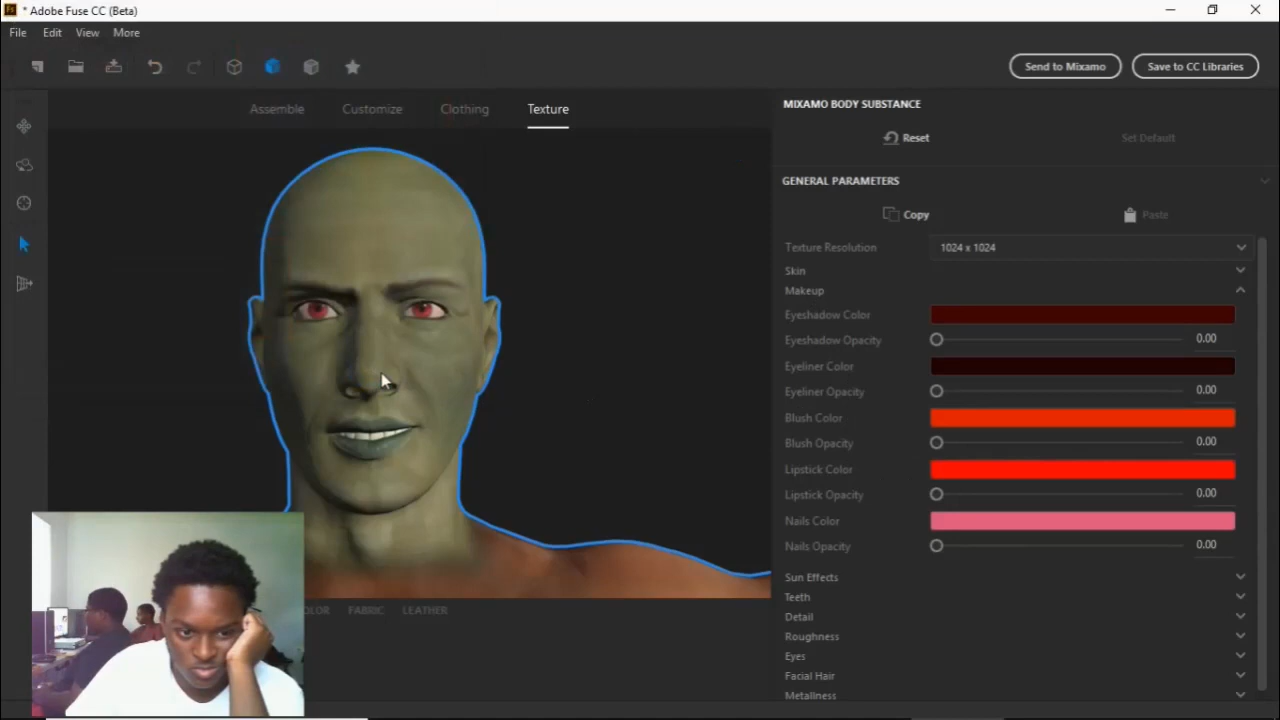 * Adobe Fuse CC (Beta)
File Edit View More
Send to Mixamo Save to CC Libraries
Assemble Customize Clothing Texture
MIXAMO BODY SUBSTANCE
Reset Set Default
GENERAL PARAMETERS
Copy Paste
Texture Resolution 1024 x 1024
Skin
Makeup
Eyeshadow Color
Eyeshadow Opacity 0.00
Eyeliner Color
Eyeliner Opacity 0.00
Blush Color
Blush Opacity 0.00
Lipstick Color
Lipstick Opacity 0.00
Nails Color
Nails Opacity 0.00
Sun Effects
Teeth
Detail
Roughness
Eyes
Facial Hair
Metallness
OLOR FABRIC LEATHER